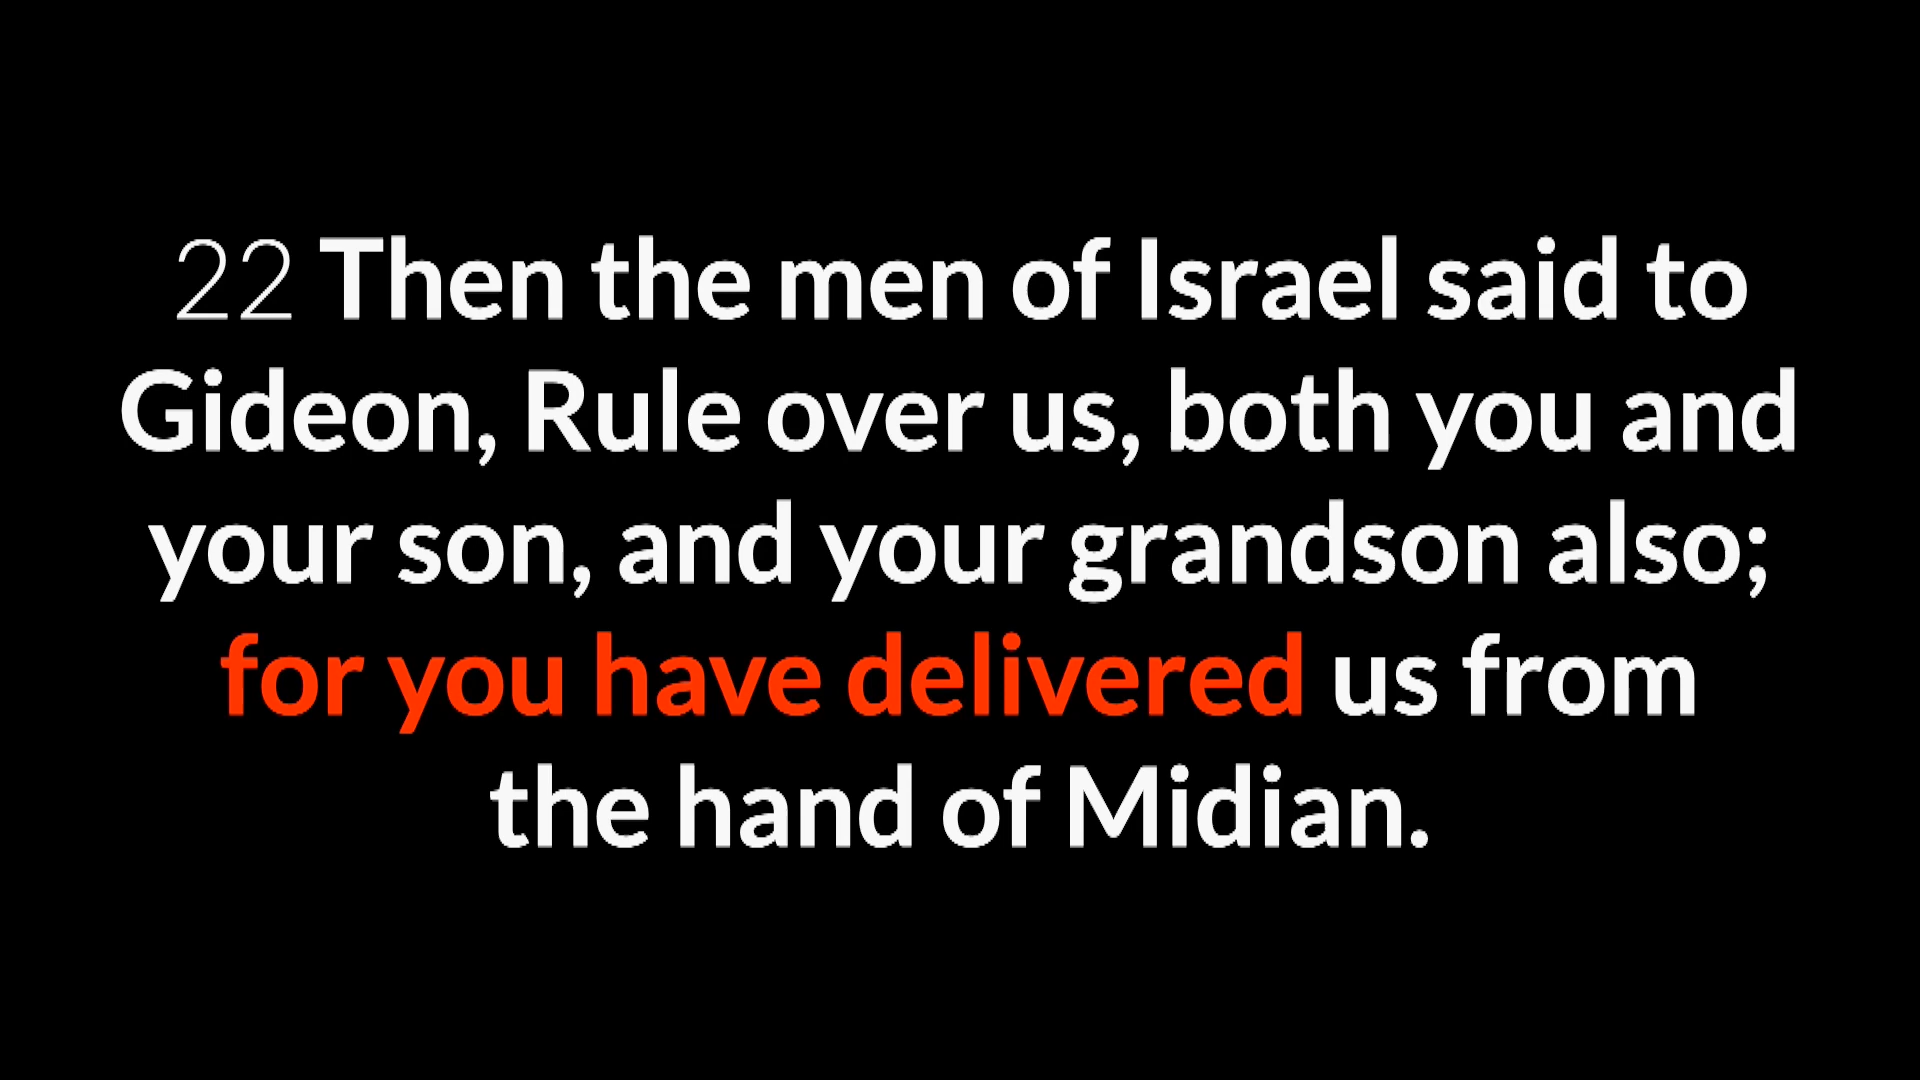 22 Then the men of Israel said to
Gideon, Rule over us, both you and
your son, and your grandson also;
for you have delivered us from
the hand of Midian.